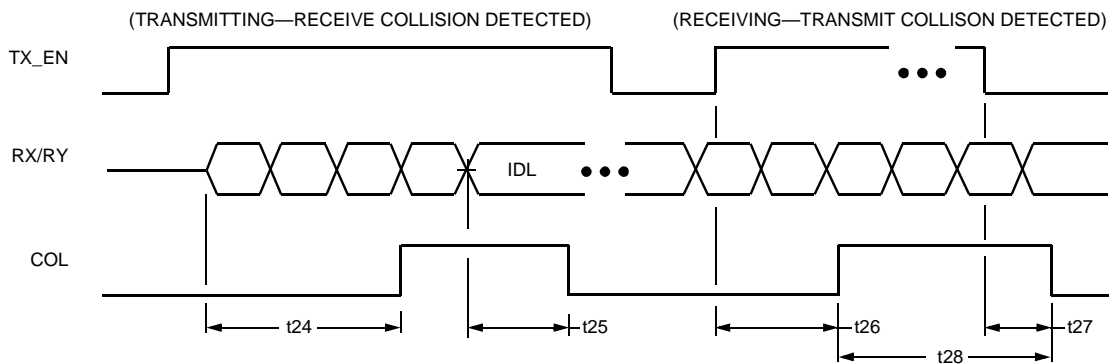 (TRANSMITTING—RECEIVE COLLISION DETECTED)
(RECEIVING—TRANSMIT COLLISON DETECTED)
TX_EN
RX/RY
IDL
COL
t24
t25
t26
t27
t28